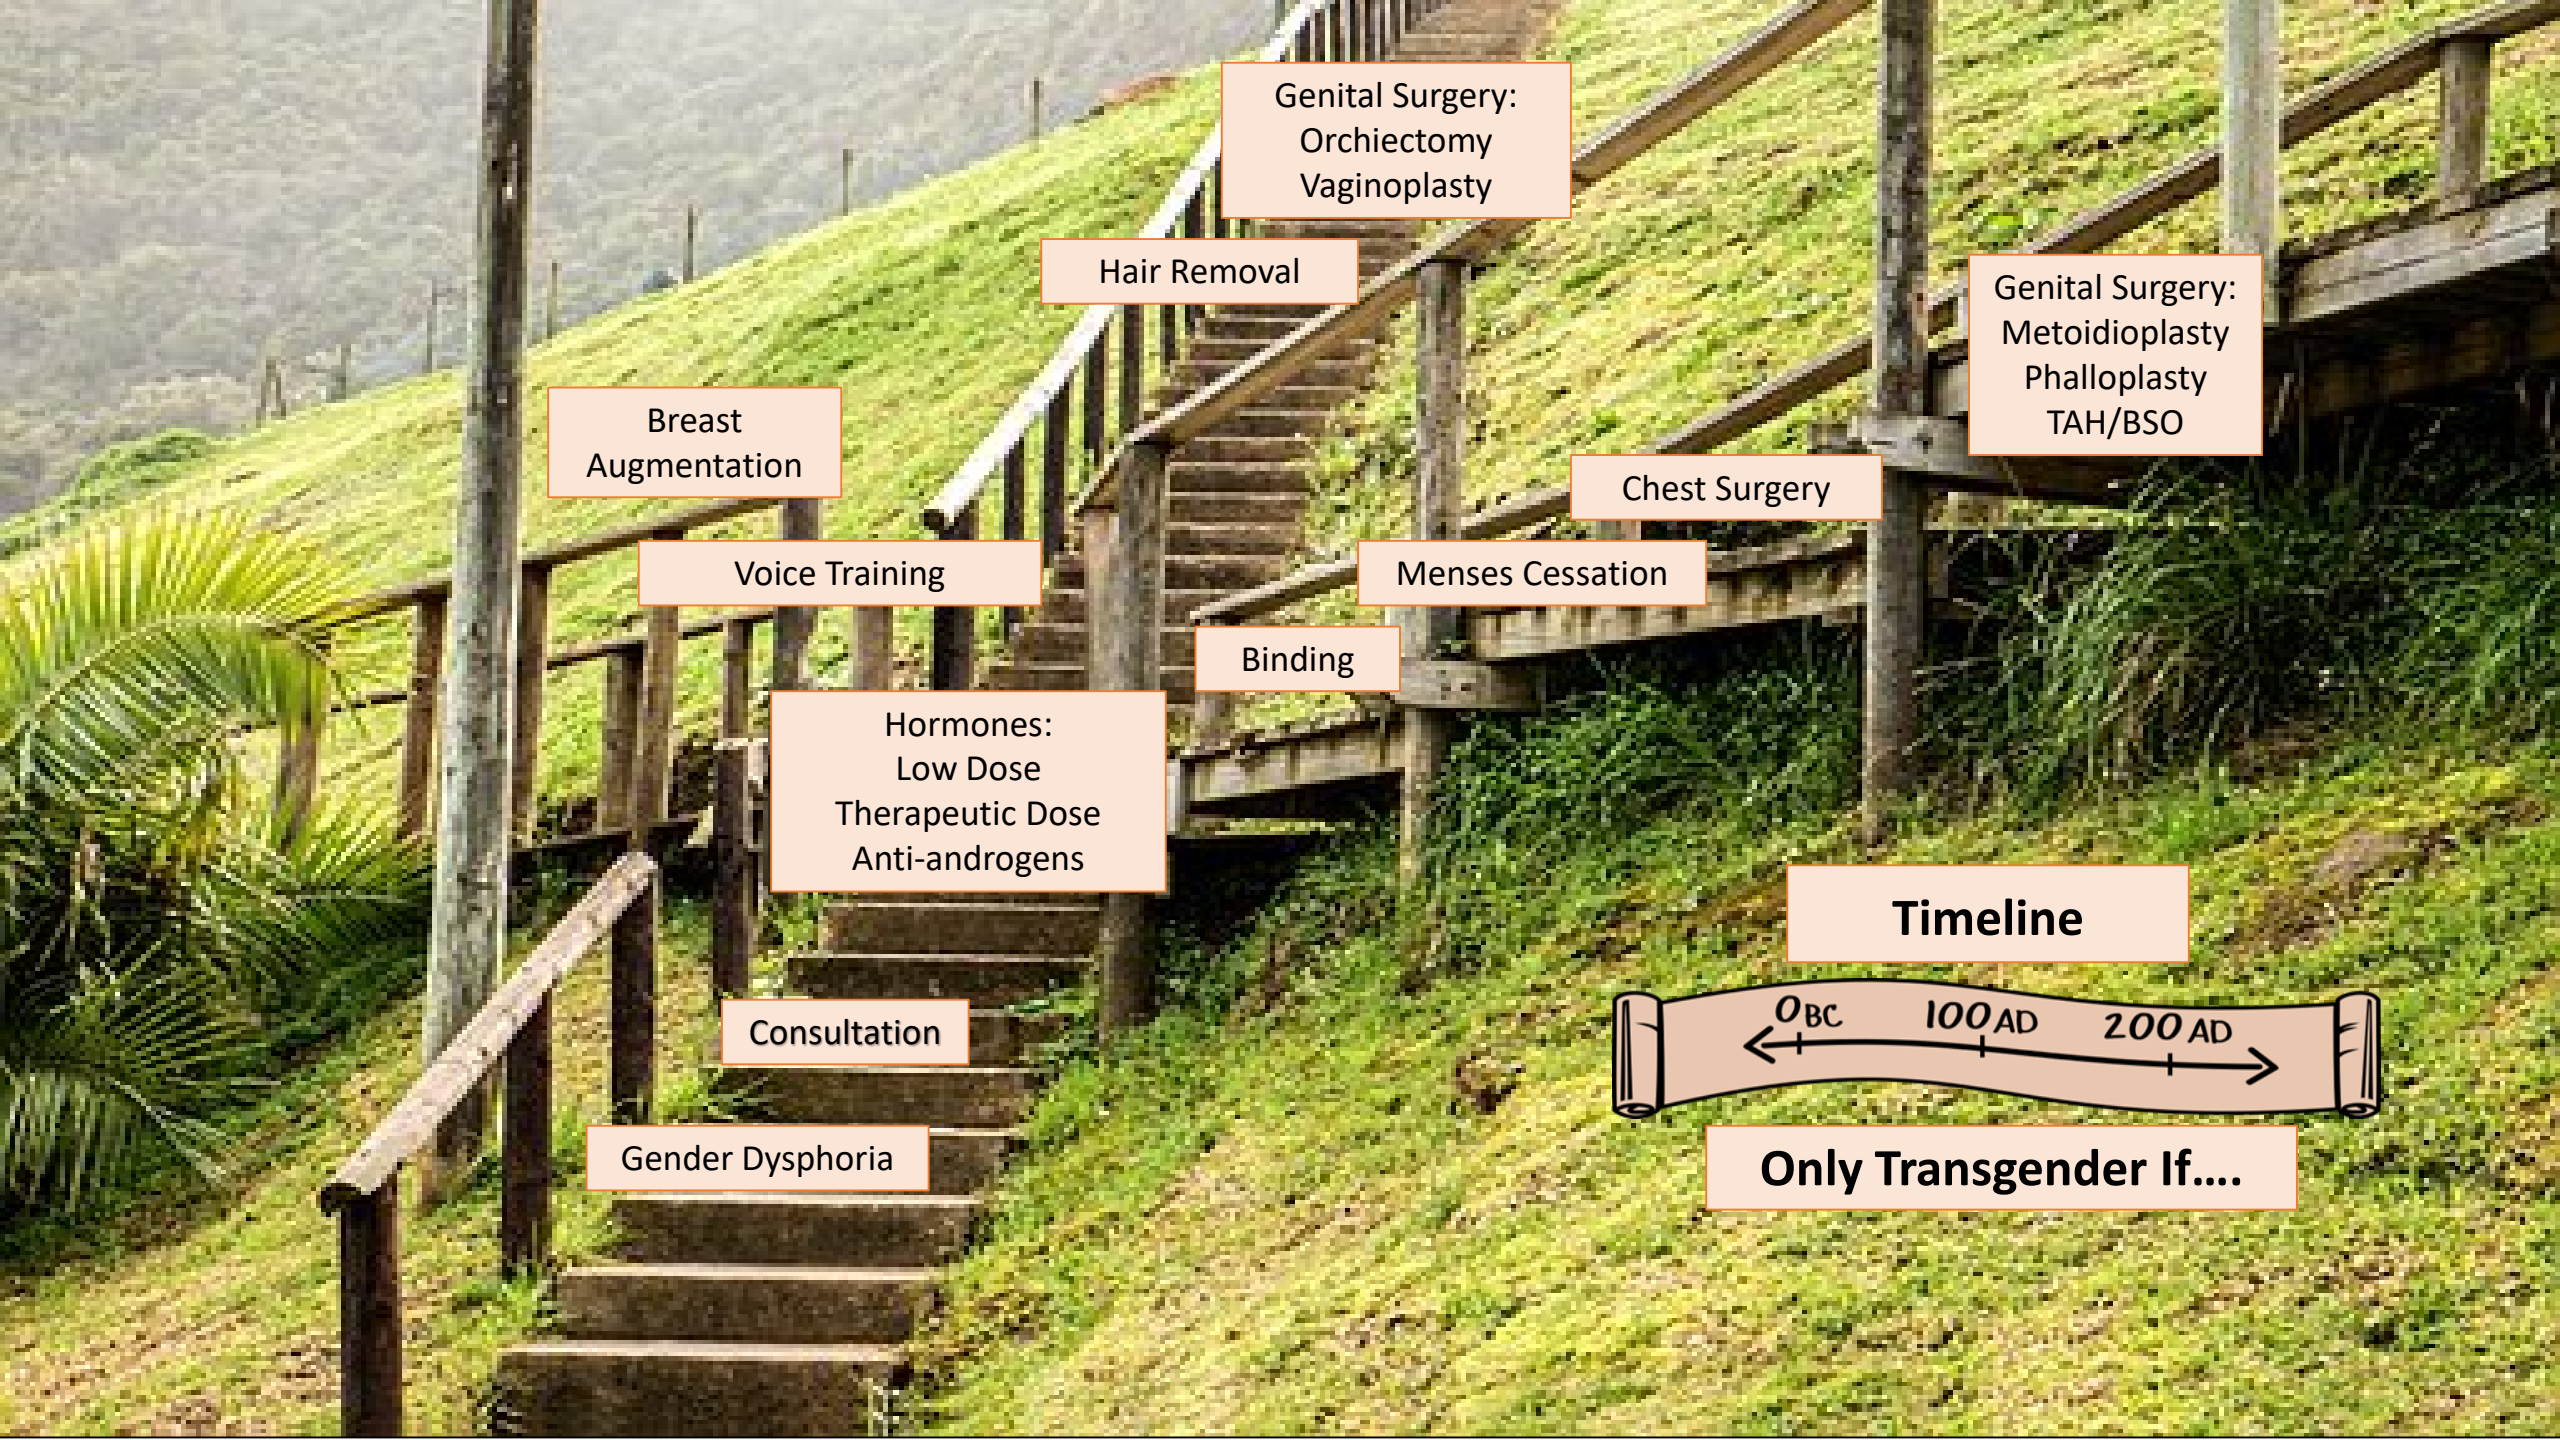 Genital Surgery:
Orchiectomy
Vaginoplasty
Hair Removal
Genital Surgery:
Metoidioplasty
Phalloplasty
TAH/BSO
Breast
Augmentation
Chest Surgery
Voice Training
Menses Cessation
Binding
Hormones:
Low Dose
Therapeutic Dose
Anti-androgens
Timeline
0 BC 100 AD 200 AD
Consultation
Gender Dysphoria
Only Transgender If....